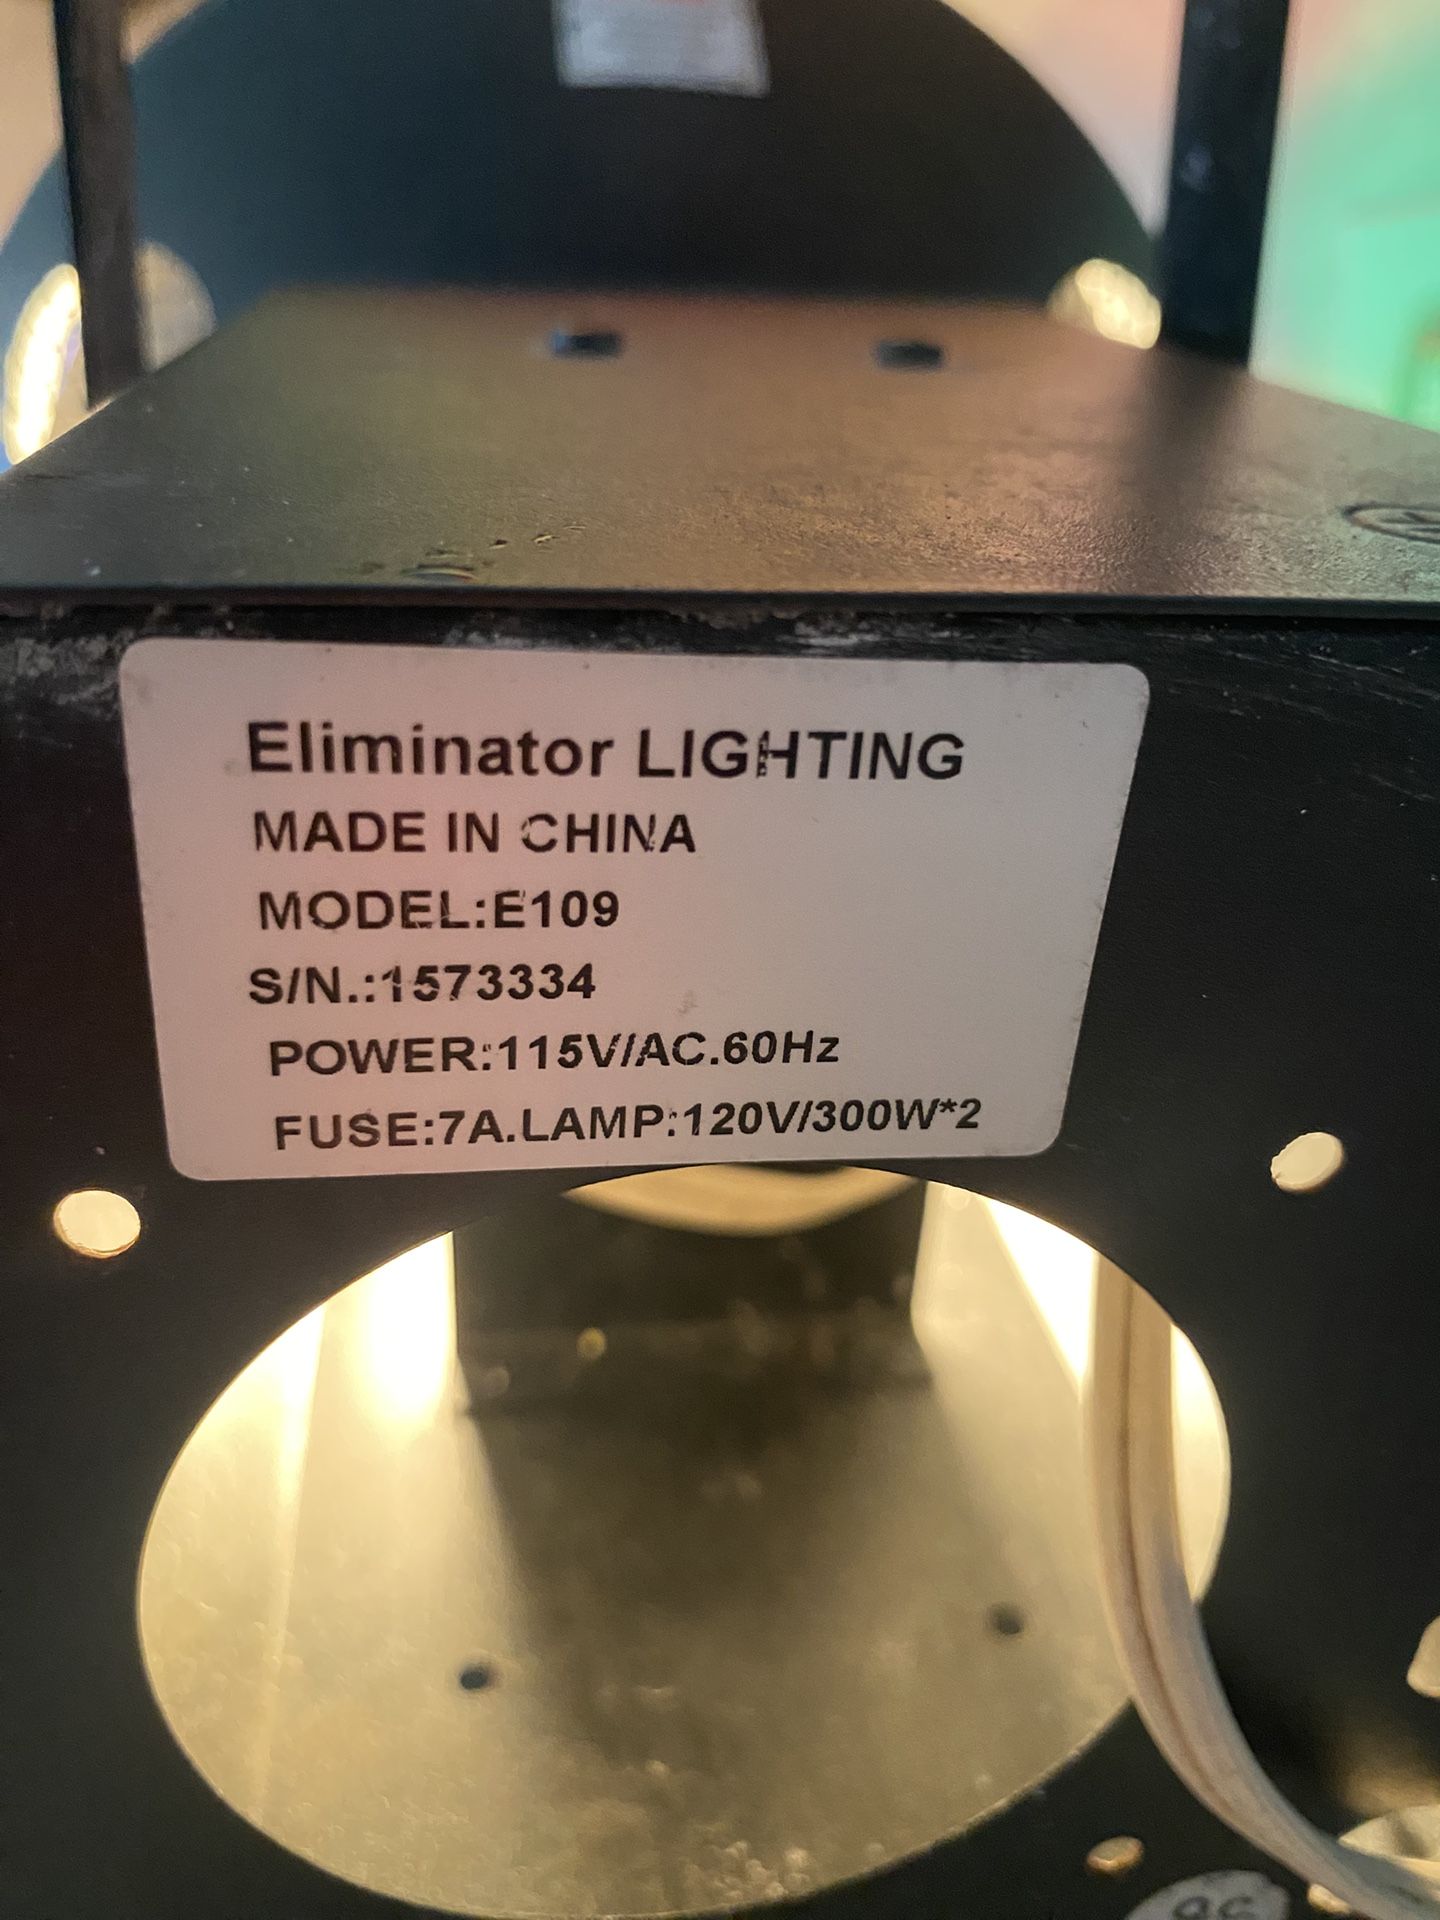 Eliminator LIGHTING
MADE IN CHINA
MODEL:E109
S/N.:1573334
POWER:115V/AC.60Hz
FUSE:7A.LAMP:120V/300W*2